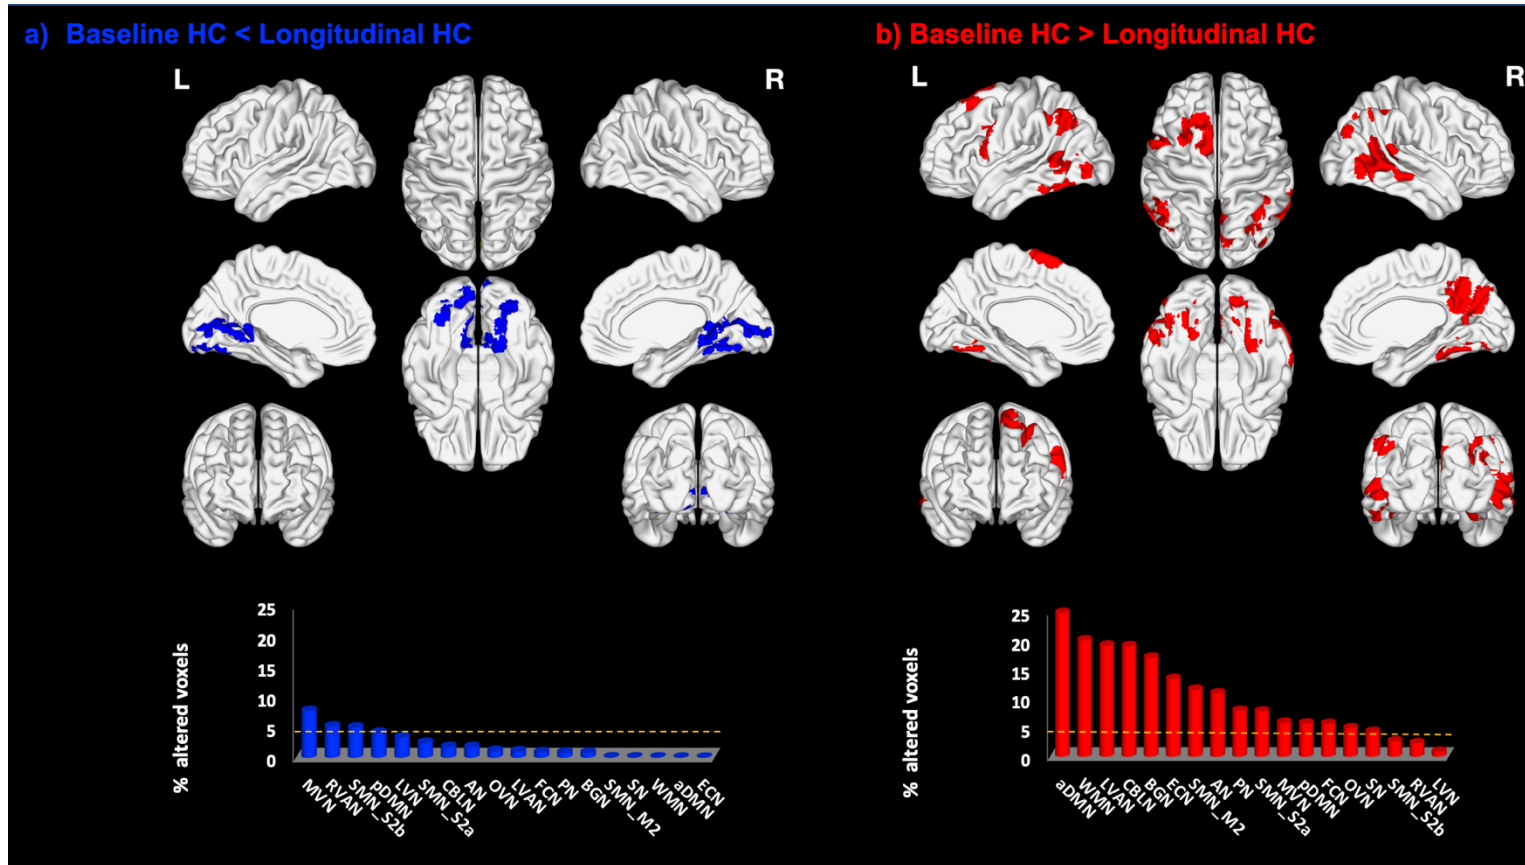 a) Baseline HC < Longitudinal HC
b) Baseline HC > Longitudinal HC
L
R
L
R
% altered voxels
25
20
15
10
5
0
MVN
RVAN
SMN_S2b
pDMN
LVN
SMN_S2a
CBLN
AN
OVN
LVAN
FCN
PN
BGN
SMN_M2
SN
WMN
aDMN
ECN
% altered voxels
25
20
15
10
5
0
aDMN
WMN
LVAN
CBLN
BGN
ECN
SMN_M2
AN
PN
SMN_S2a
MVN
pDMN
FCN
OVN
SN
SMN_S2b
RVAN
LVN